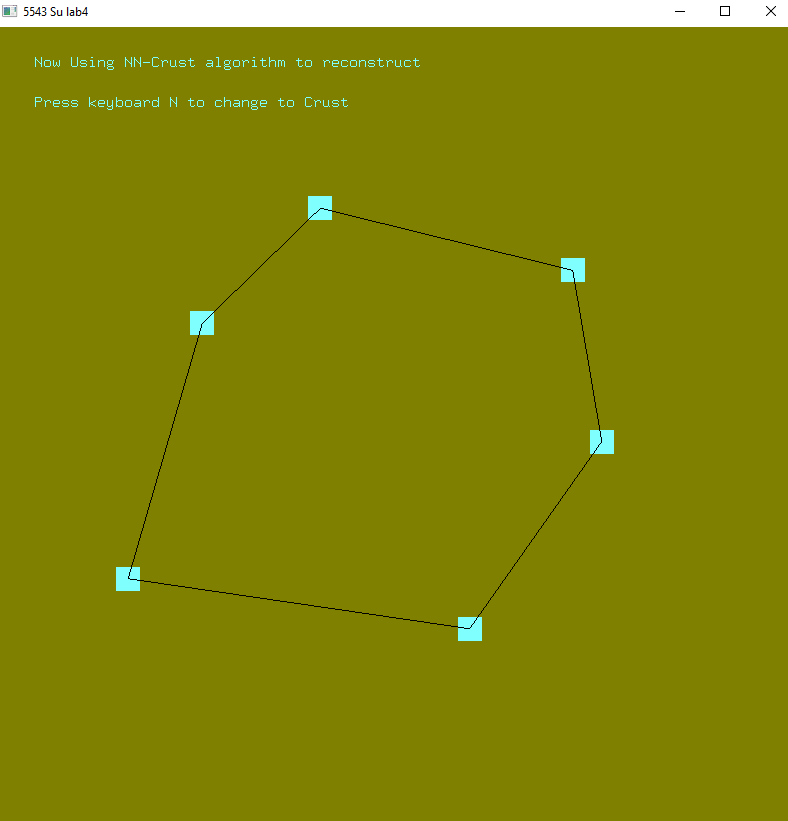 5543 Su lab4
Now Using NN-Crust algorithm to reconstruct
Press keyboard N to change to Crust